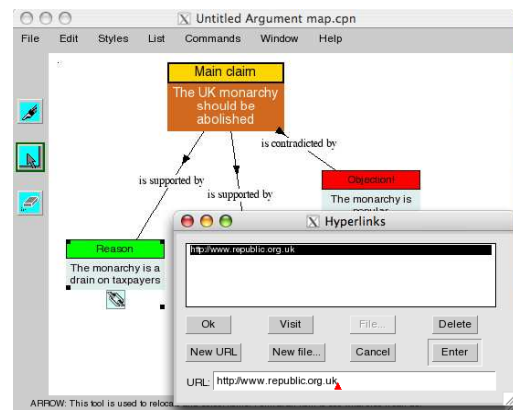 Untitled Argument map.cpn
File Edit Styles List Commands Window Help
Main claim
The UK monarchy
should be
abolished
is contradicted by
is supported by
is supported by
Objection!
The monarchy is
popular
Hyperlinks
http://www.republic.org.uk
Reason
The monarchy is a
drain on taxpayers
Ok Visit File... Delete
New URL New file... Cancel Enter
URL: http://www.republic.org.uk
ARROW: This tool is used to reloca